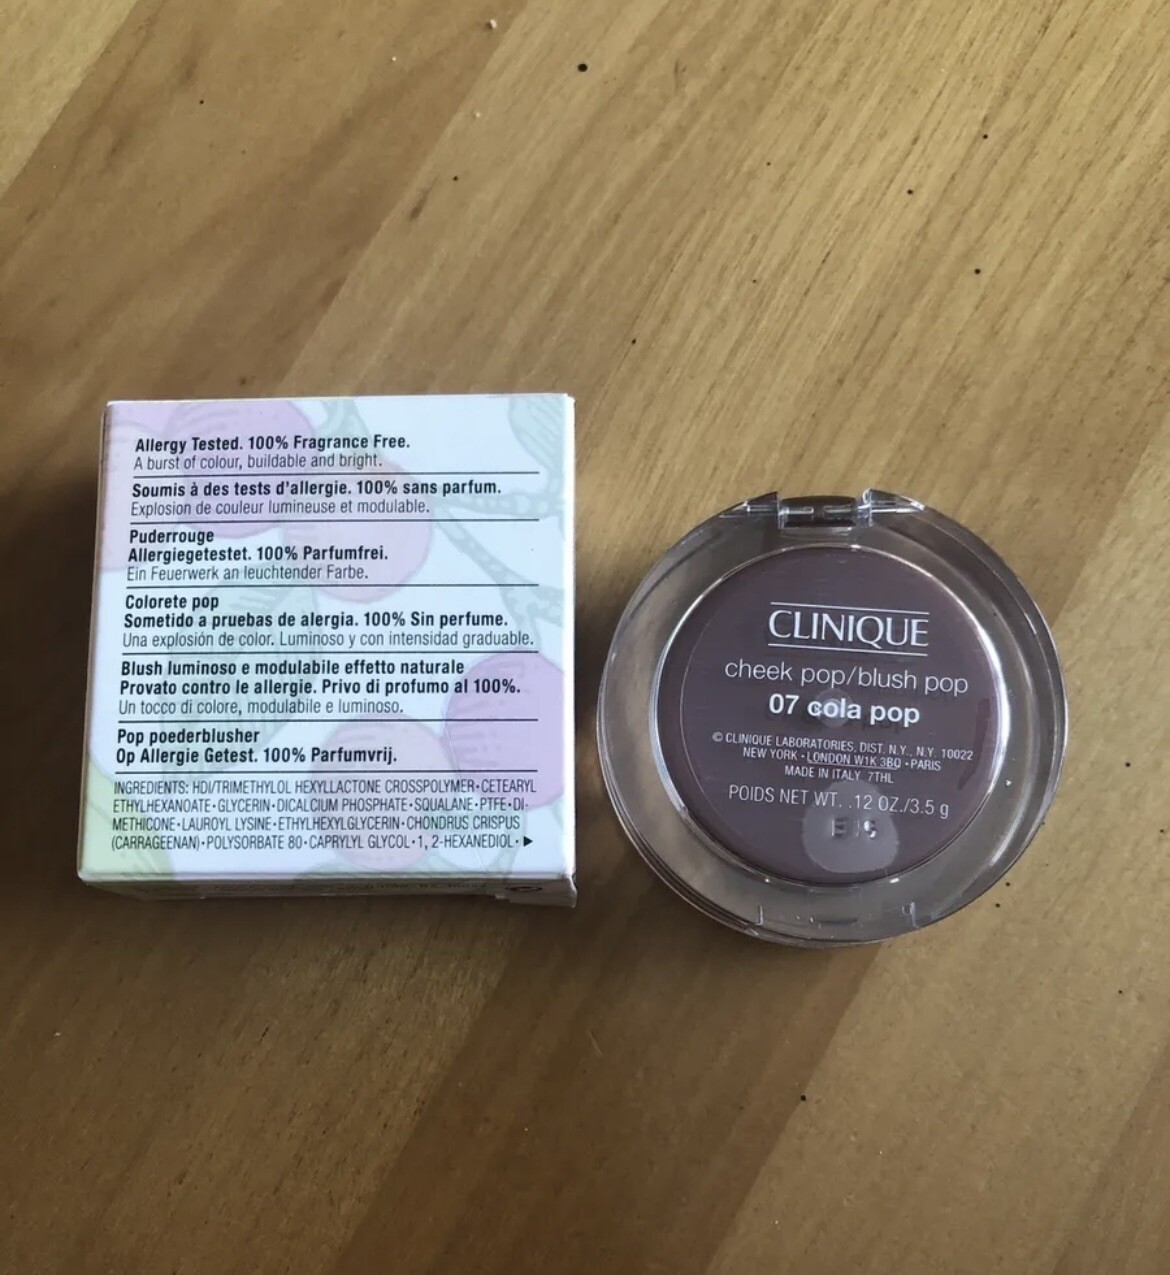 Allergy Tested. 100% Fragrance Free.
A burst of colour, buildable and bright.
Soumis à des tests d'allergie. 100% sans parfum.
Explosion de couleur lumineuse et modulable.
Puderrouge
Allergiegetestet. 100% Parfumfrei.
Ein Feuerwerk an leuchtender Farbe.
Colorete pop
Sometido a pruebas de alergia. 100% Sin perfume.
Una explosión de color. Luminoso y con intensidad graduable.
Blush luminoso e modulabile effetto naturale
Provato contro le allergie. Privo di profumo al 100%.
Un tocco di colore, modulabile e luminoso.
Pop poederblusher
Op Allergie Getest. 100% Parfumvrij.
INGREDIENTS: HDI/TRIMETHYLOL HEXYLLACTONE CROSSPOLYMER•CETEARYL
ETHYLHEXANOATE•GLYCERIN•DICALCIUM PHOSPHATE•SQUALANE•PTFE•DI-
METHICONE•LAUROYL LYSINE•ETHYLHEXYLGLYCERIN•CHONDRUS CRISPUS
(CARRAGEENAN)•POLYSORBATE 80•CAPRYLYL GLYCOL•1, 2-HEXANEDIOL•▶
CLINIQUE
cheek pop/blush pop
07 cola pop
© CLINIQUE LABORATORIES, DIST. N.Y., N.Y. 10022
NEW YORK • LONDON W1K 3BQ • PARIS
MADE IN ITALY 7THL
POIDS NET WT. .12 OZ./3.5 g